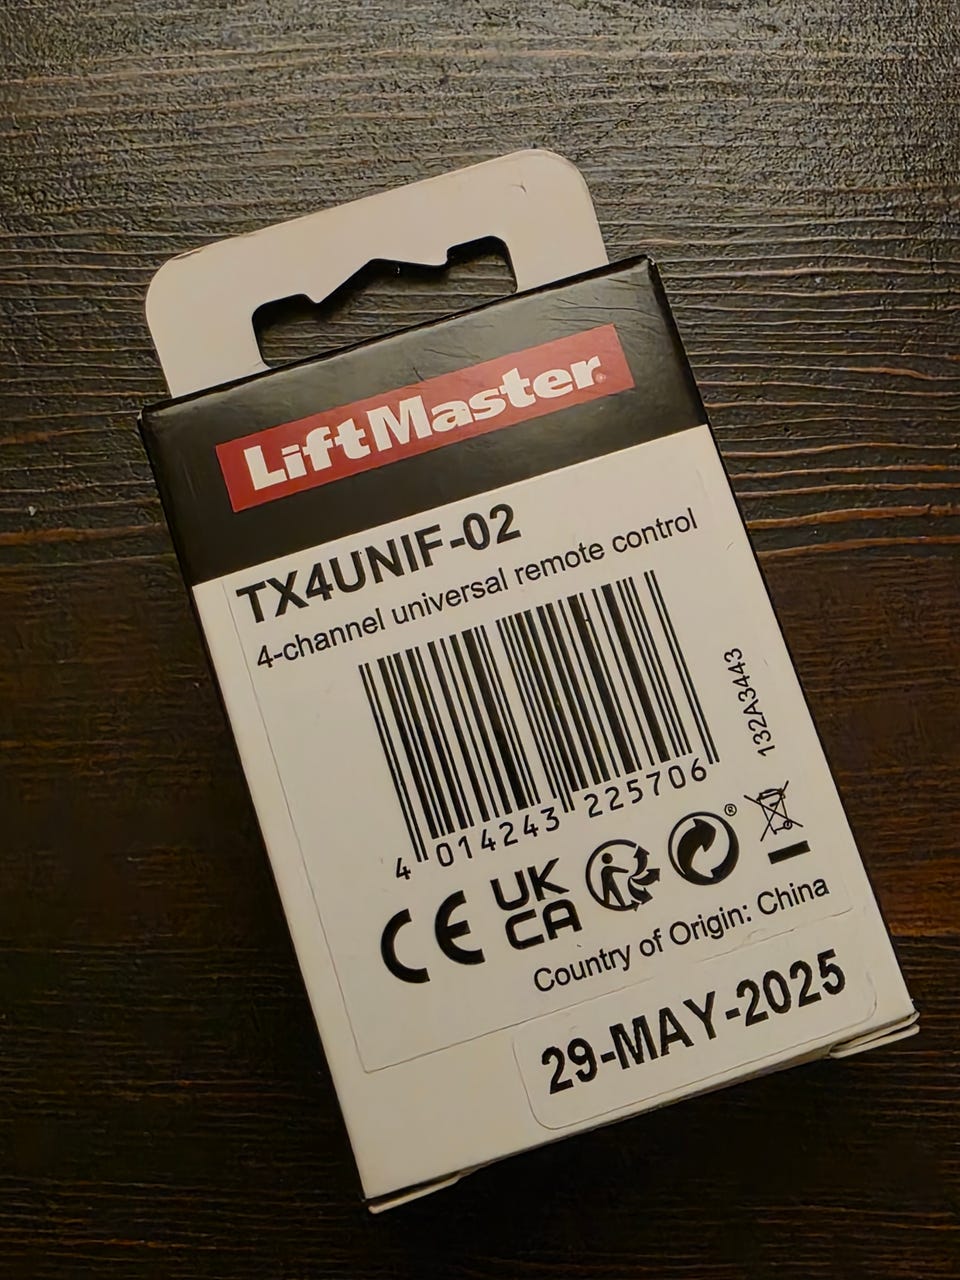 LiftMaster®
TX4UNIF-02
4-channel universal remote control
132A3443
4 014243 225706
®
CE
UK
CA
Country of Origin: China
29-MAY-2025